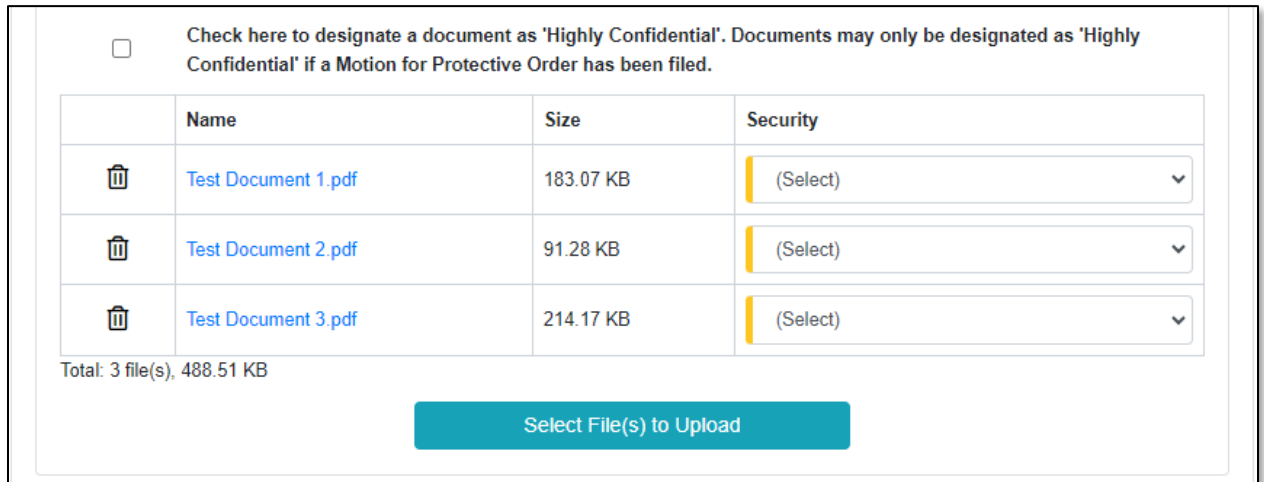 Check here to designate a document as 'Highly Confidential'. Documents may only be designated as 'Highly
Confidential' if a Motion for Protective Order has been filed.
Name Size Security
Test Document 1.pdf 183.07 KB (Select)
Test Document 2.pdf 91.28 KB (Select)
Test Document 3.pdf 214.17 KB (Select)
Total: 3 file(s), 488.51 KB
Select File(s) to Upload